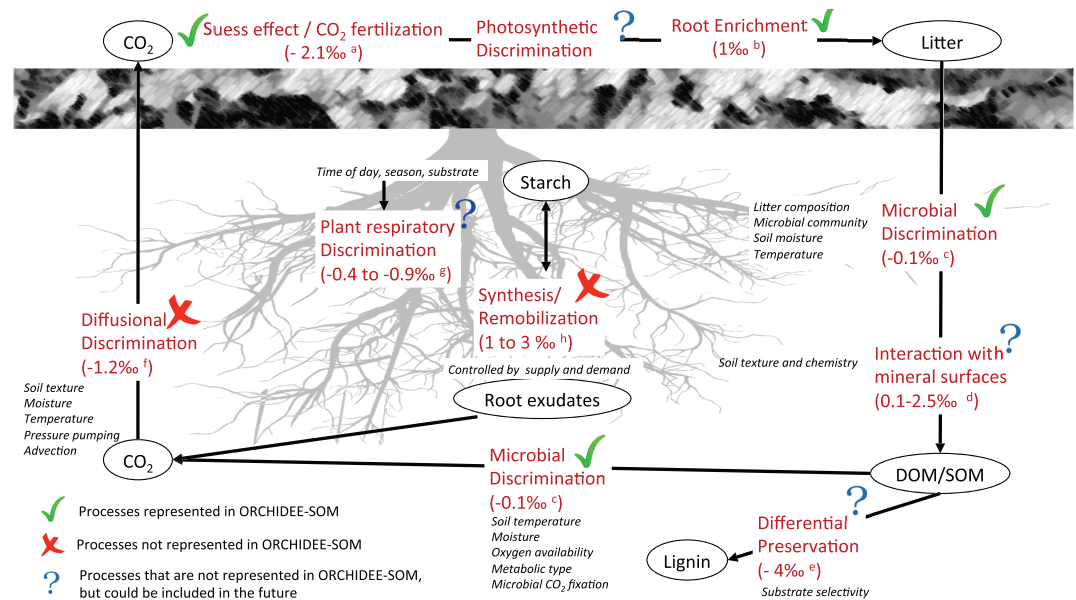 CO2
Suess effect / CO2 fertilization
(- 2.1‰ a)
Photosynthetic
Discrimination
?
Root Enrichment
(1‰ b)
Litter
Time of day, season, substrate
Starch
Plant respiratory
Discrimination
(-0.4 to -0.9‰ g)
?
Litter composition
Microbial community
Soil moisture
Temperature
Microbial
Discrimination
(-0.1‰ c)
Synthesis/
Remobilization
(1 to 3 ‰ h)
Controlled by supply and demand
Diffusional
Discrimination
(-1.2‰ f)
Soil texture
Moisture
Temperature
Pressure pumping
Advection
Soil texture and chemistry
Interaction with
mineral surfaces
(0.1-2.5‰ d)
?
Root exudates
CO2
Microbial
Discrimination
(-0.1‰ c)
Soil temperature
Moisture
Oxygen availability
Metabolic type
Microbial CO2 fixation
DOM/SOM
?
Differential
Preservation
(- 4‰ e)
Substrate selectivity
Lignin
Processes represented in ORCHIDEE-SOM
Processes not represented in ORCHIDEE-SOM
? Processes that are not represented in ORCHIDEE-SOM,
but could be included in the future